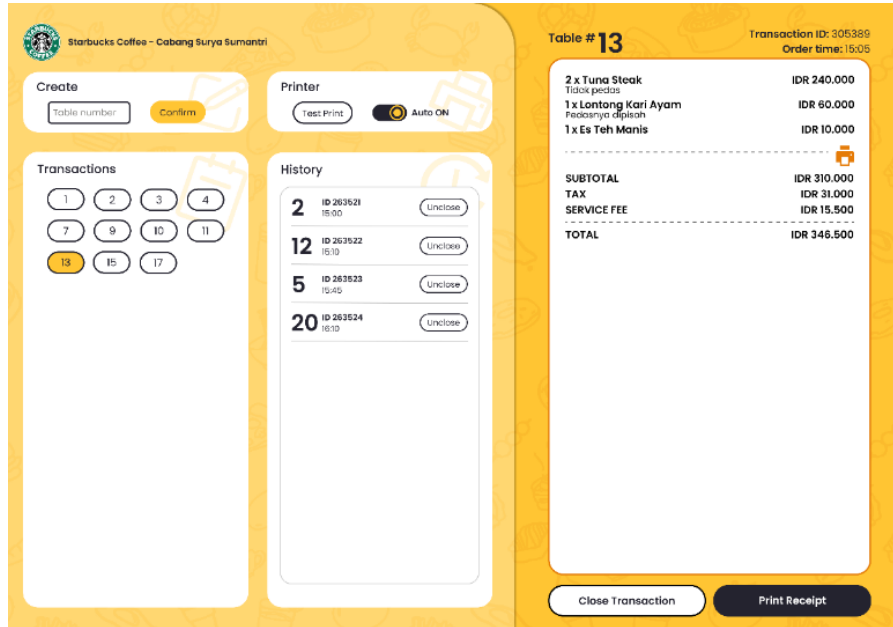 STARBUCKS
COFFEE
Starbucks Coffee - Cabang Surya Sumantri
Create
Table number
Confirm
Printer
Test Print
Auto ON
Transactions
1 2 3 4
7 9 10 11
13 15 17
History
2 ID 263521 Unclose
15:00
12 ID 263522 Unclose
15:10
5 ID 263523 Unclose
15:45
20 ID 263524 Unclose
16:10
Table # 13
Transaction ID: 305389
Order time: 15:05
2 x Tuna Steak IDR 240.000
Tidak pedas
1 x Lontong Kari Ayam IDR 60.000
Pedasnya dipisah
1 x Es Teh Manis IDR 10.000
SUBTOTAL IDR 310.000
TAX IDR 31.000
SERVICE FEE IDR 15.500
TOTAL IDR 346.500
Close Transaction
Print Receipt